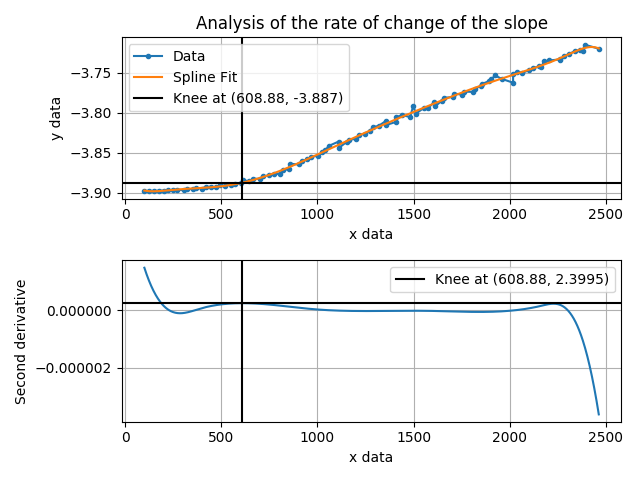 Analysis of the rate of change of the slope
Data
Spline Fit
Knee at (608.88, -3.887)
y data
−3.75
−3.80
−3.85
−3.90
0 500 1000 1500 2000 2500
x data
Knee at (608.88, 2.3995)
Second derivative
0.000000
−0.000002
0 500 1000 1500 2000 2500
x data